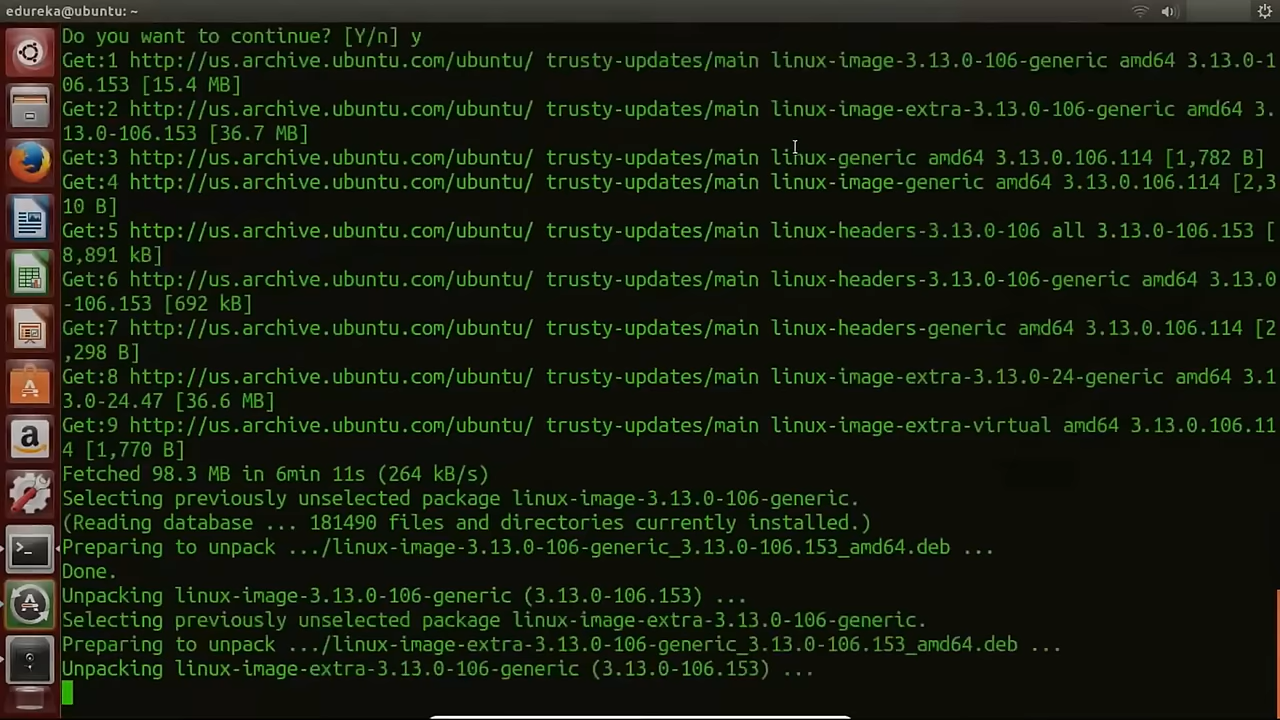 edureka@ubuntu: ~
Do you want to continue? [Y/n] y
Get:1 http://us.archive.ubuntu.com/ubuntu/ trusty-updates/main linux-image-3.13.0-106-generic amd64 3.13.0-1
06.153 [15.4 MB]
Get:2 http://us.archive.ubuntu.com/ubuntu/ trusty-updates/main linux-image-extra-3.13.0-106-generic amd64 3.
13.0-106.153 [36.7 MB]
Get:3 http://us.archive.ubuntu.com/ubuntu/ trusty-updates/main linux-generic amd64 3.13.0.106.114 [1,782 B]
Get:4 http://us.archive.ubuntu.com/ubuntu/ trusty-updates/main linux-image-generic amd64 3.13.0.106.114 [2,3
10 B]
Get:5 http://us.archive.ubuntu.com/ubuntu/ trusty-updates/main linux-headers-3.13.0-106 all 3.13.0-106.153 [
8,891 kB]
Get:6 http://us.archive.ubuntu.com/ubuntu/ trusty-updates/main linux-headers-3.13.0-106-generic amd64 3.13.0
-106.153 [692 kB]
Get:7 http://us.archive.ubuntu.com/ubuntu/ trusty-updates/main linux-headers-generic amd64 3.13.0.106.114 [2
,298 B]
Get:8 http://us.archive.ubuntu.com/ubuntu/ trusty-updates/main linux-image-extra-3.13.0-24-generic amd64 3.1
3.0-24.47 [36.6 MB]
Get:9 http://us.archive.ubuntu.com/ubuntu/ trusty-updates/main linux-image-extra-virtual amd64 3.13.0.106.11
4 [1,770 B]
Fetched 98.3 MB in 6min 11s (264 kB/s)
Selecting previously unselected package linux-image-3.13.0-106-generic.
(Reading database ... 181490 files and directories currently installed.)
Preparing to unpack .../linux-image-3.13.0-106-generic_3.13.0-106.153_amd64.deb ...
Done.
Unpacking linux-image-3.13.0-106-generic (3.13.0-106.153) ...
Selecting previously unselected package linux-image-extra-3.13.0-106-generic.
Preparing to unpack .../linux-image-extra-3.13.0-106-generic_3.13.0-106.153_amd64.deb ...
Unpacking linux-image-extra-3.13.0-106-generic (3.13.0-106.153) ...